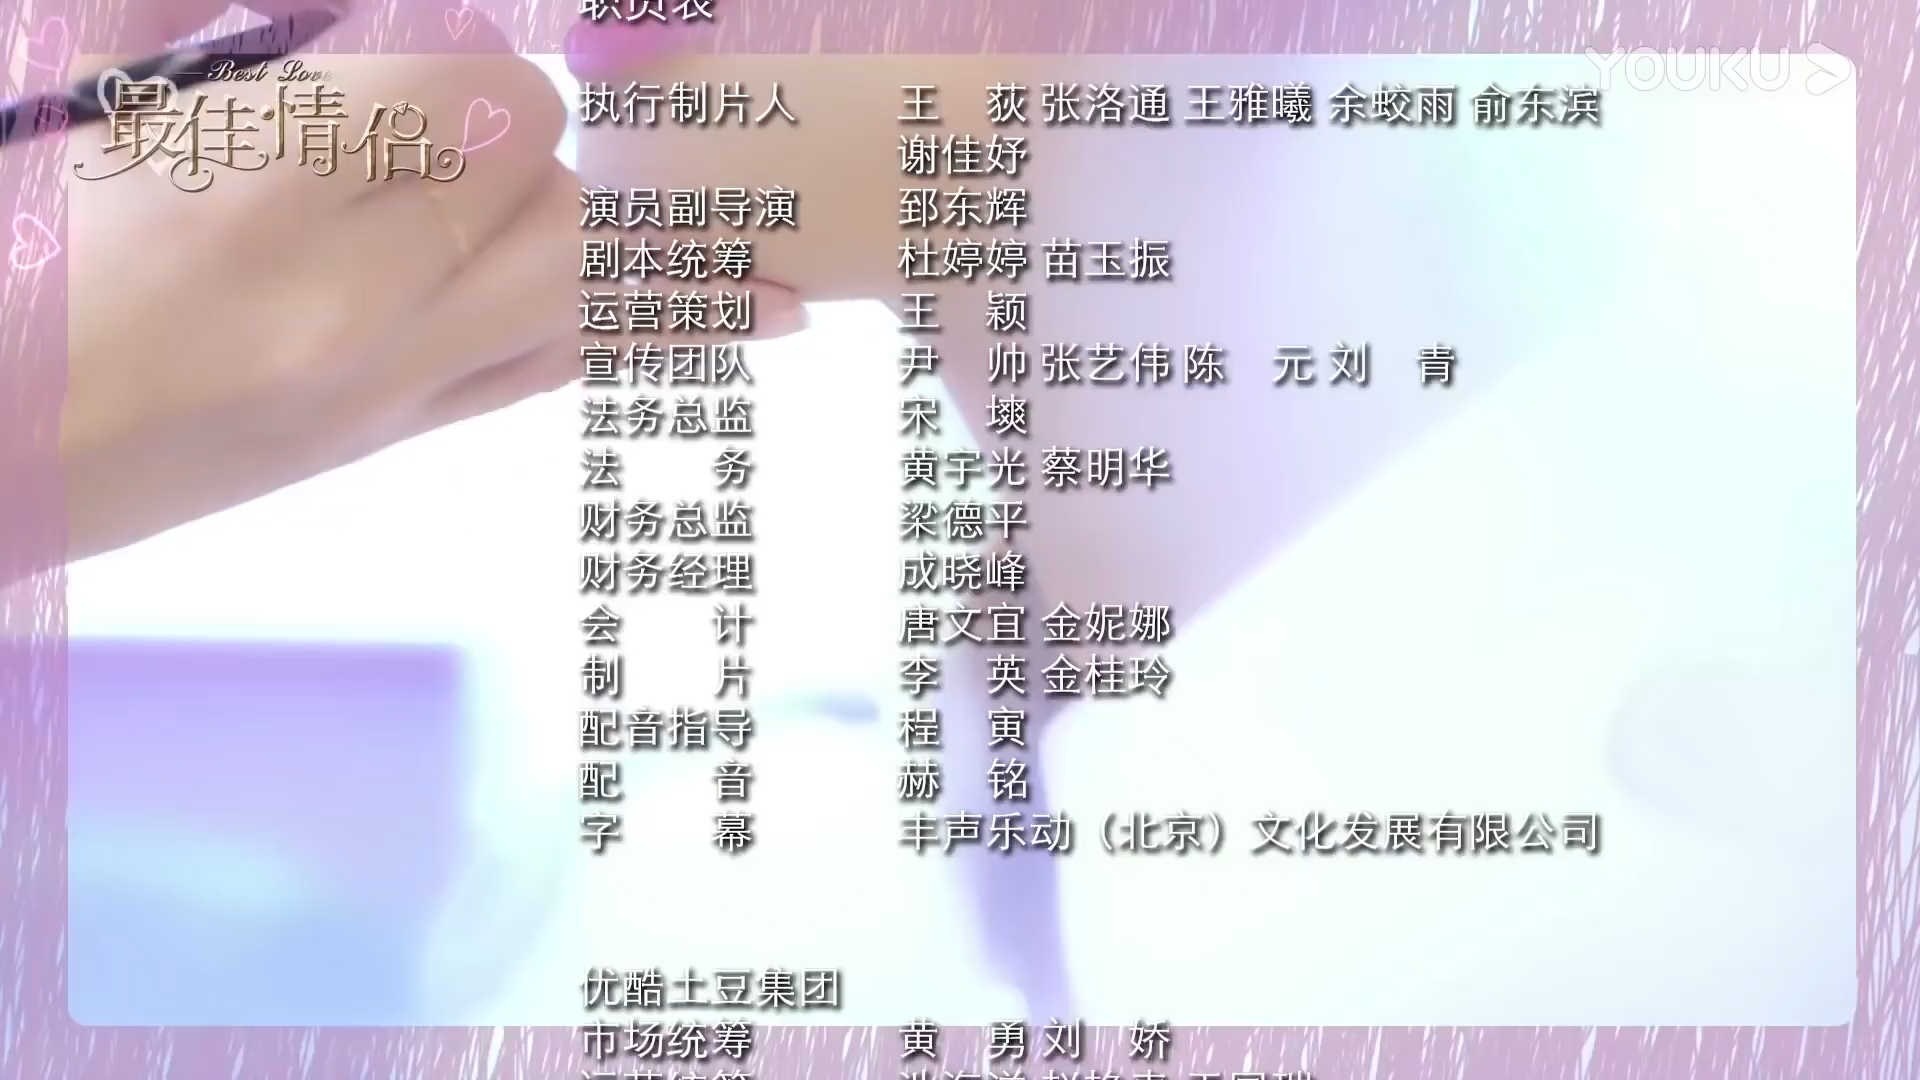 职员表
Best Love
最佳情侣
YOUKU
执行制片人 王 荻 张洛通 王雅曦 余蛟雨 俞东滨
谢佳妤
演员副导演 郅东辉
剧本统筹 杜婷婷 苗玉振
运营策划 王 颖
宣传团队 尹 帅 张艺伟 陈 元 刘 青
法务总监 宋 塽
法 务 黄宇光 蔡明华
财务总监 梁德平
财务经理 成晓峰
会 计 唐文宜 金妮娜
制 片 李 英 金桂玲
配音指导 程 寅
配 音 赫 铭
字 幕 丰声乐动（北京）文化发展有限公司
优酷土豆集团
市场统筹 黄 勇 刘 娇